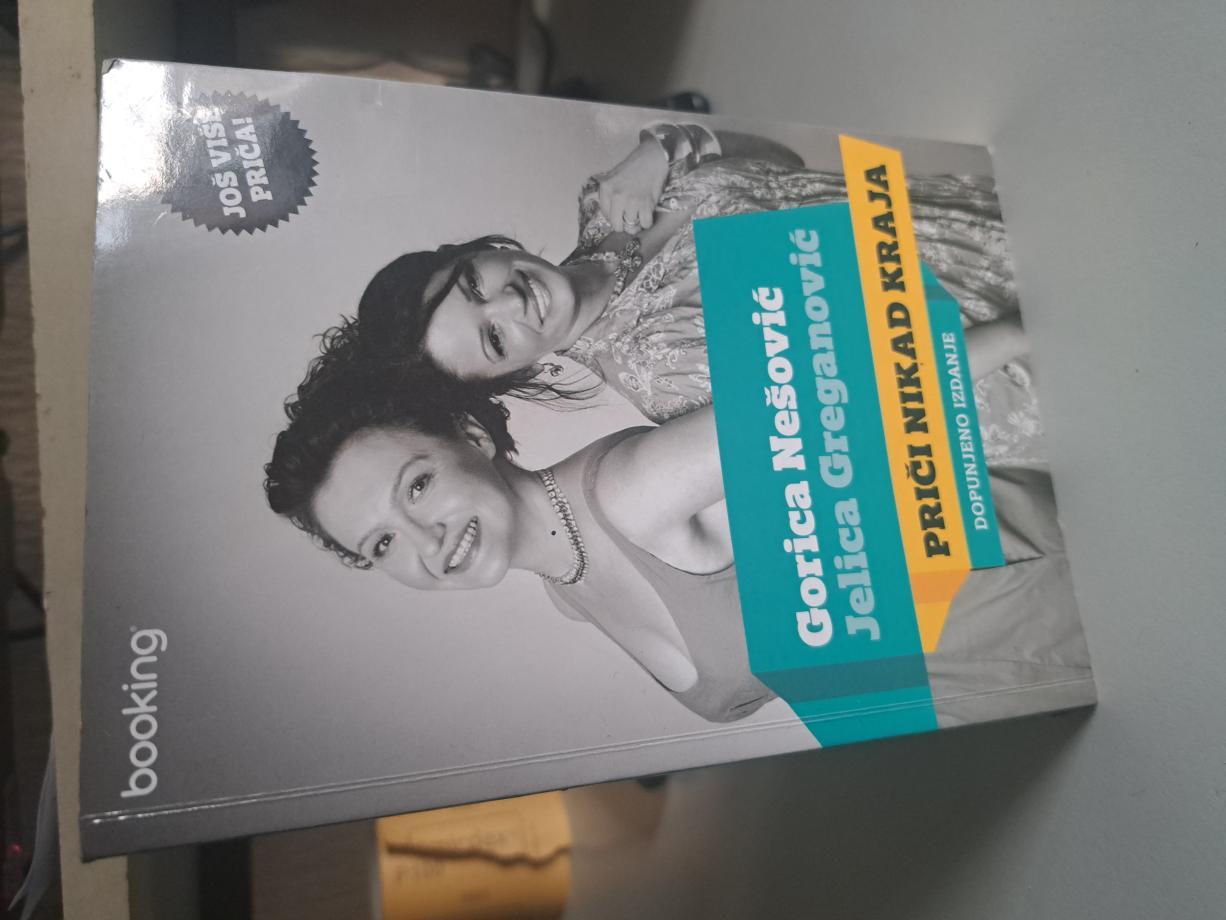 booking
JOŠ VIŠE
PRIČA!
Gorica Nešović
Jelica Greganović
PRIČI NIKAD KRAJA
DOPUNJENO IZDANJE